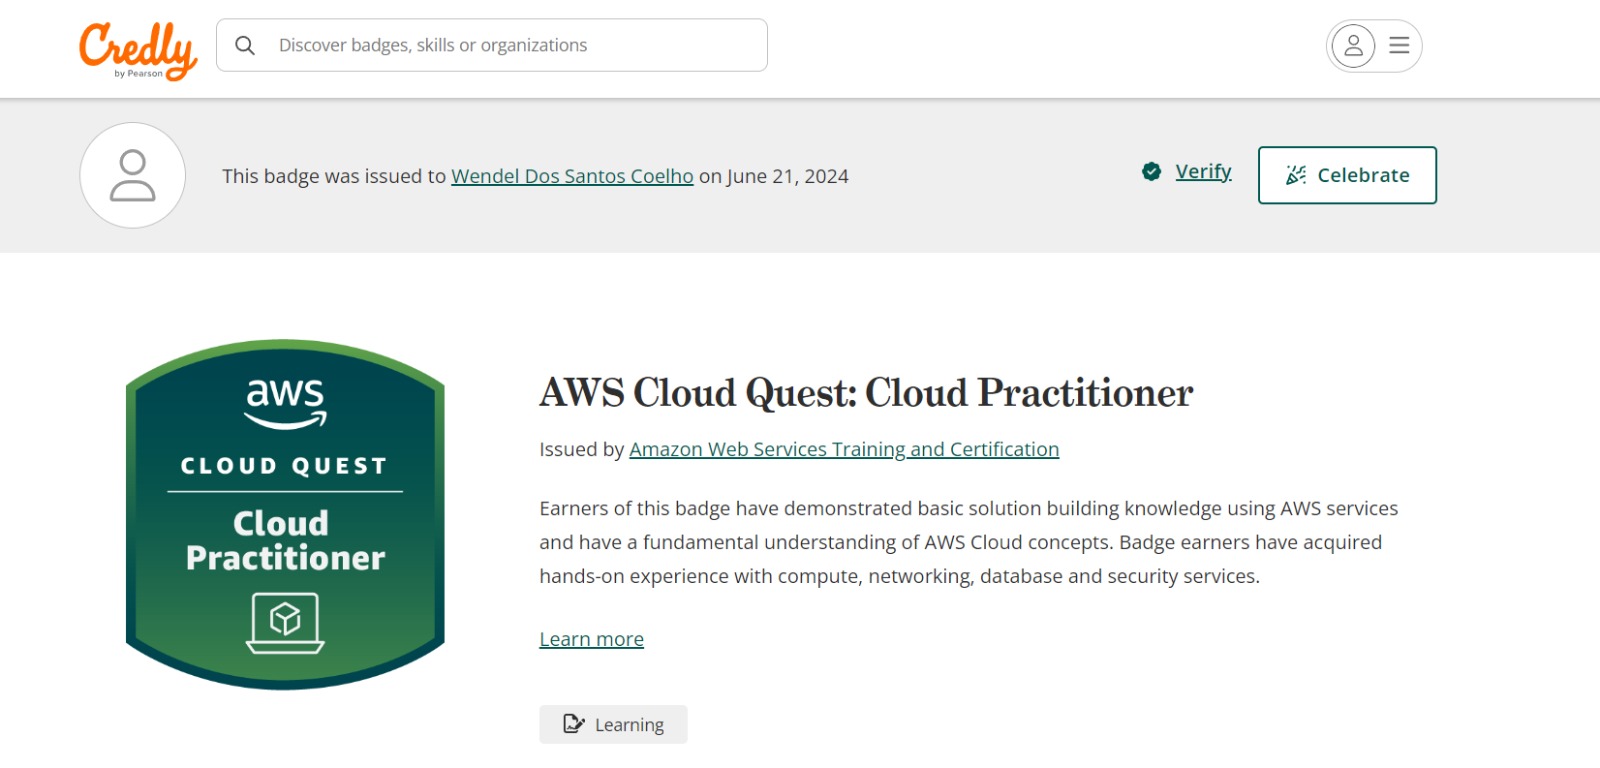 Credly
by Pearson
Discover badges, skills or organizations
This badge was issued to Wendel Dos Santos Coelho on June 21, 2024
Verify
Celebrate
aws
CLOUD QUEST
Cloud
Practitioner
AWS Cloud Quest: Cloud Practitioner
Issued by Amazon Web Services Training and Certification
Earners of this badge have demonstrated basic solution building knowledge using AWS services
and have a fundamental understanding of AWS Cloud concepts. Badge earners have acquired
hands-on experience with compute, networking, database and security services.
Learn more
Learning